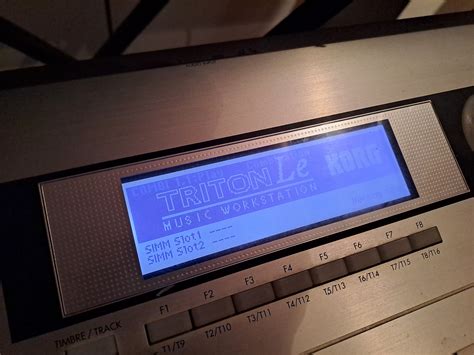 TRITON Le KORG
MUSIC WORKSTATION
SIMM Slot1 ----
SIMM Slot2 ----
F1 F2 F3 F4 F5 F6 F7 F8
TIMBRE / TRACK T1/T9 T2/T10 T3/T11 T4/T12 T5/T13 T6/T14 T7/T15 T8/T16